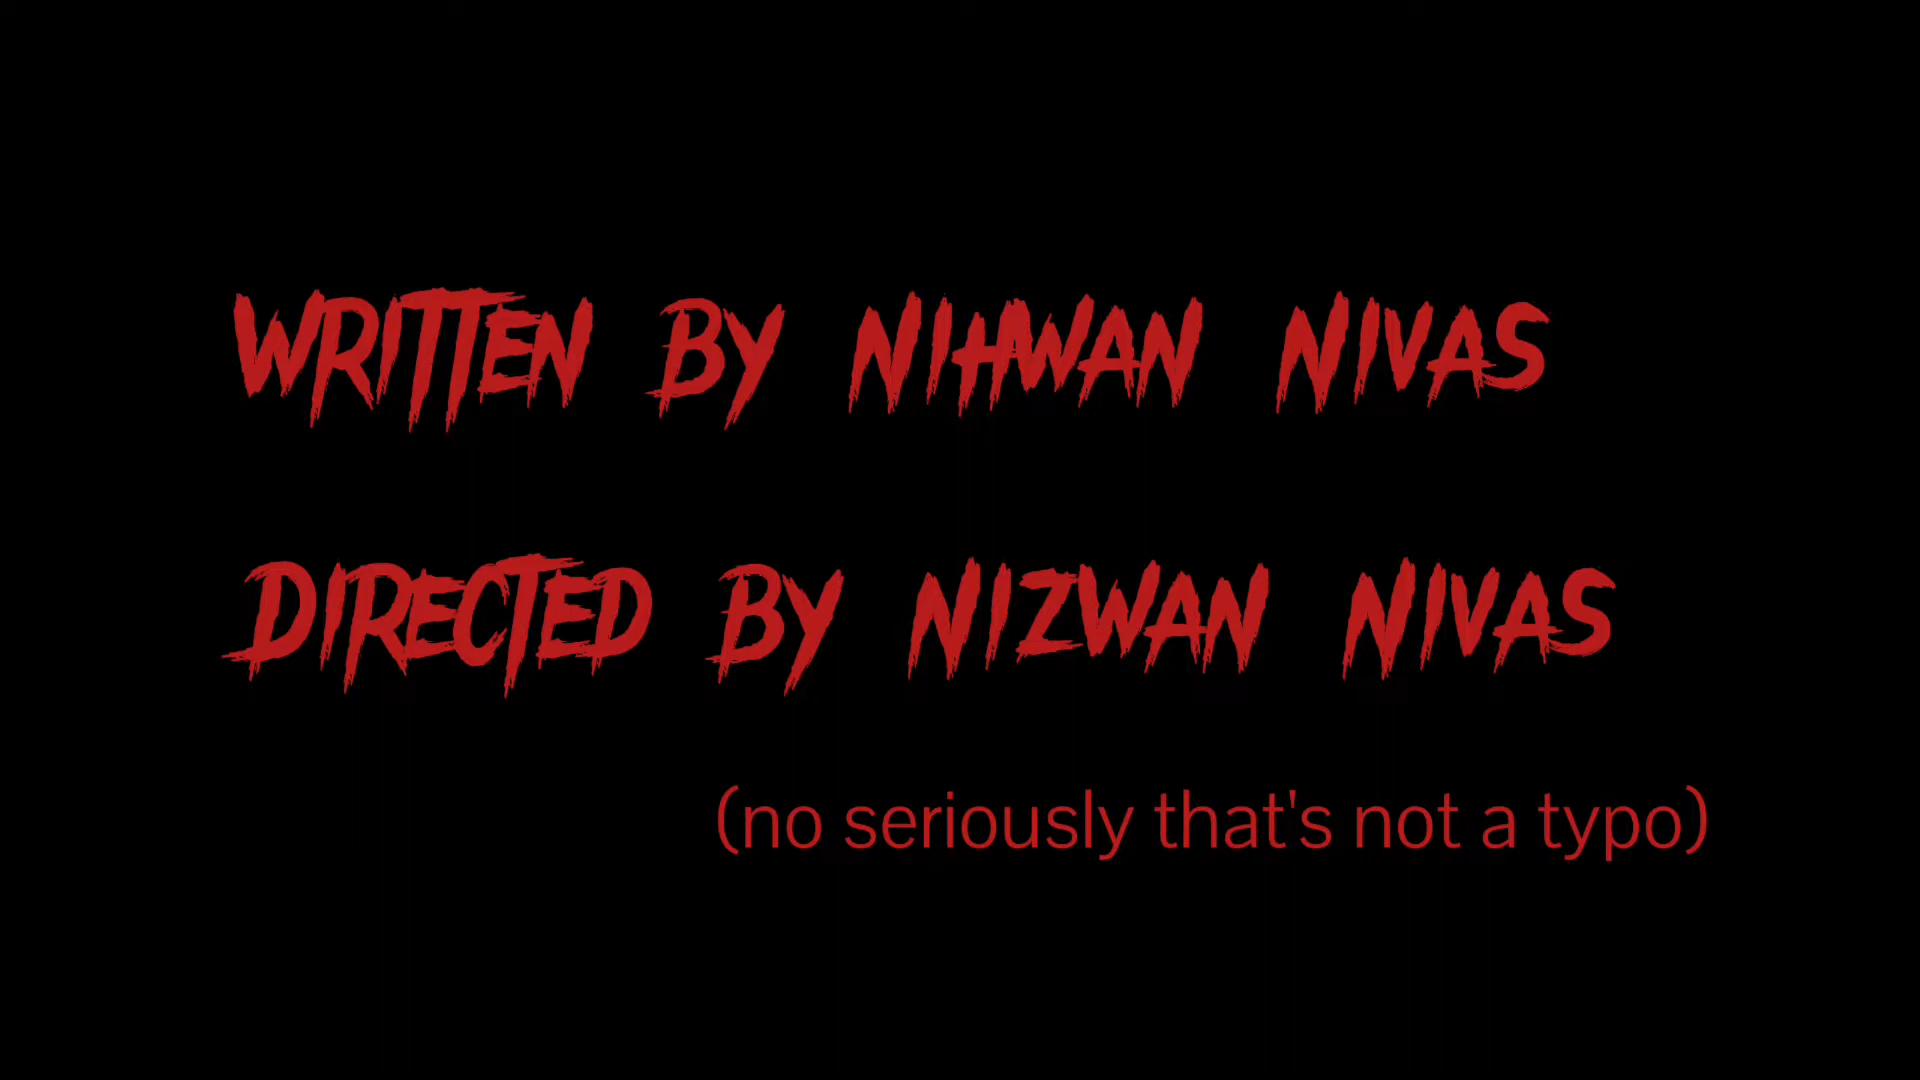 WRITTEN BY NIHWAN NIVAS
DIRECTED BY NIZWAN NIVAS
(no seriously that's not a typo)